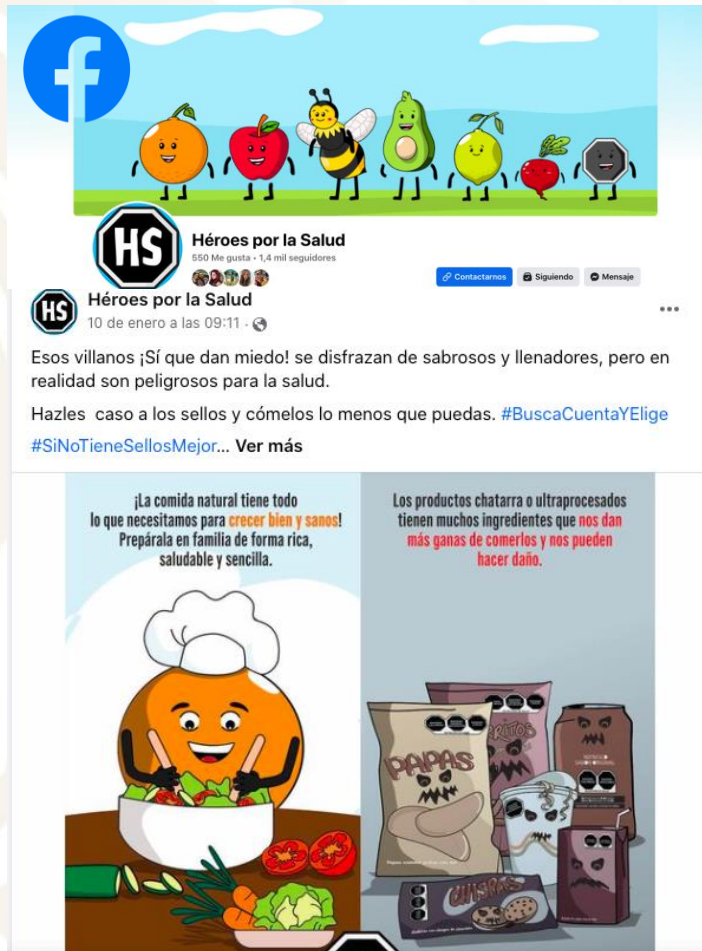 HS
Héroes por la Salud
550 Me gusta • 1,4 mil seguidores
Contactarnos
Siguiendo
Mensaje
HS
Héroes por la Salud
10 de enero a las 09:11 ·
Esos villanos ¡Sí que dan miedo! se disfrazan de sabrosos y llenadores, pero en
realidad son peligrosos para la salud.
Hazles caso a los sellos y cómelos lo menos que puedas. #BuscaCuentaYElige
#SiNoTieneSellosMejor... Ver más
¡La comida natural tiene todo
lo que necesitamos para crecer bien y sanos!
Prepárala en familia de forma rica,
saludable y sencilla.
Los productos chatarra o ultraprocesados
tienen muchos ingredientes que nos dan
más ganas de comerlos y nos pueden
hacer daño.
PAPAS